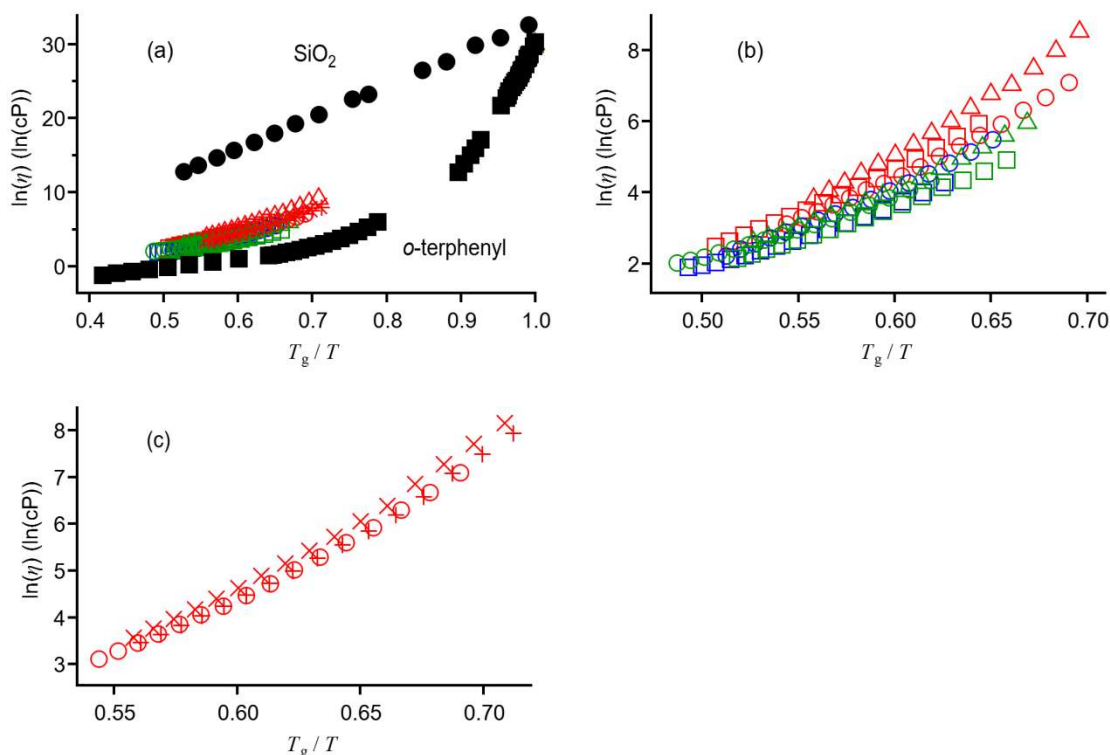 (a)
SiO₂
o-terphenyl
ln(η) (ln(cP))
30
20
10
0
0.4 0.5 0.6 0.7 0.8 0.9 1.0
T_g / T
(b)
ln(η) (ln(cP))
8
6
4
2
0.50 0.55 0.60 0.65 0.70
T_g / T
(c)
ln(η) (ln(cP))
8
7
6
5
4
3
0.55 0.60 0.65 0.70
T_g / T